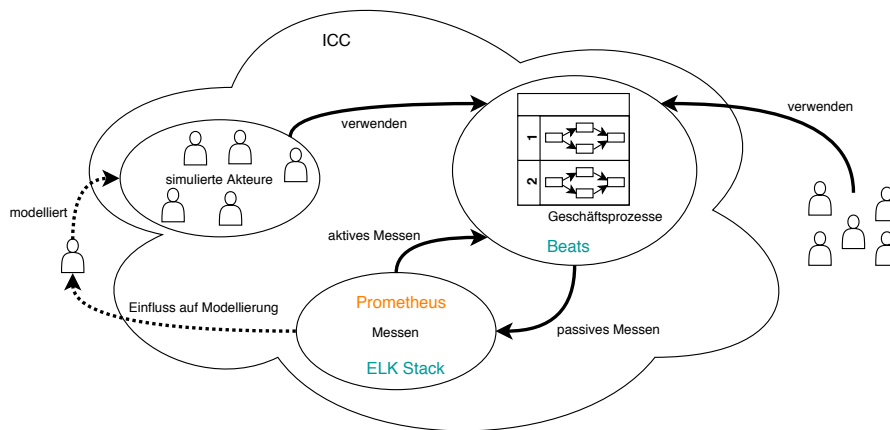 ICC
verwenden
verwenden
1
simulierte Akteure
2
modelliert
Geschäftsprozesse
aktives Messen
Beats
Einfluss auf Modellierung
Prometheus
Messen
passives Messen
ELK Stack